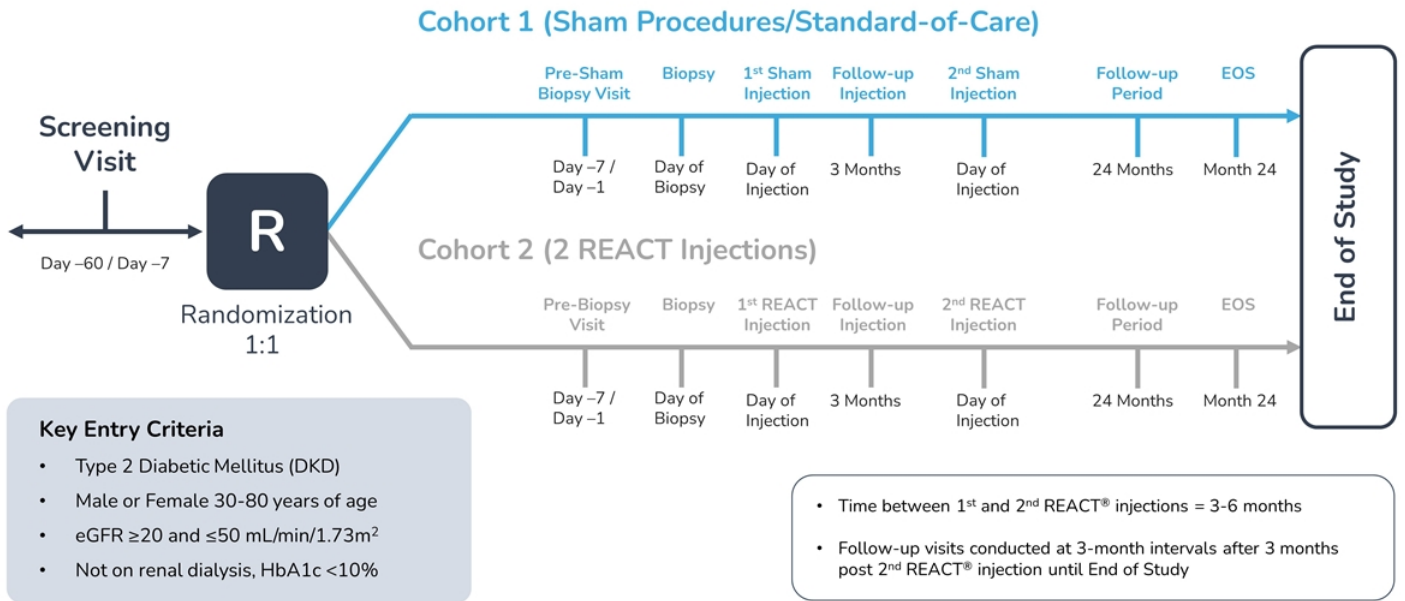 Cohort 1 (Sham Procedures/Standard-of-Care)
Pre-Sham
Biopsy Visit
Biopsy
1st Sham
Injection
Follow-up
Injection
2nd Sham
Injection
Follow-up
Period
EOS
Day –7 /
Day –1
Day of
Biopsy
Day of
Injection
3 Months
Day of
Injection
24 Months
Month 24
Screening
Visit
Day –60 / Day –7
R
Randomization
1:1
Cohort 2 (2 REACT Injections)
Pre-Biopsy
Visit
Biopsy
1st REACT
Injection
Follow-up
Injection
2nd REACT
Injection
Follow-up
Period
EOS
Day –7 /
Day –1
Day of
Biopsy
Day of
Injection
3 Months
Day of
Injection
24 Months
Month 24
End of Study
Key Entry Criteria
• Type 2 Diabetic Mellitus (DKD)
• Male or Female 30-80 years of age
• eGFR ≥20 and ≤50 mL/min/1.73m²
• Not on renal dialysis, HbA1c <10%
• Time between 1st and 2nd REACT® injections = 3-6 months
• Follow-up visits conducted at 3-month intervals after 3 months
post 2nd REACT® injection until End of Study